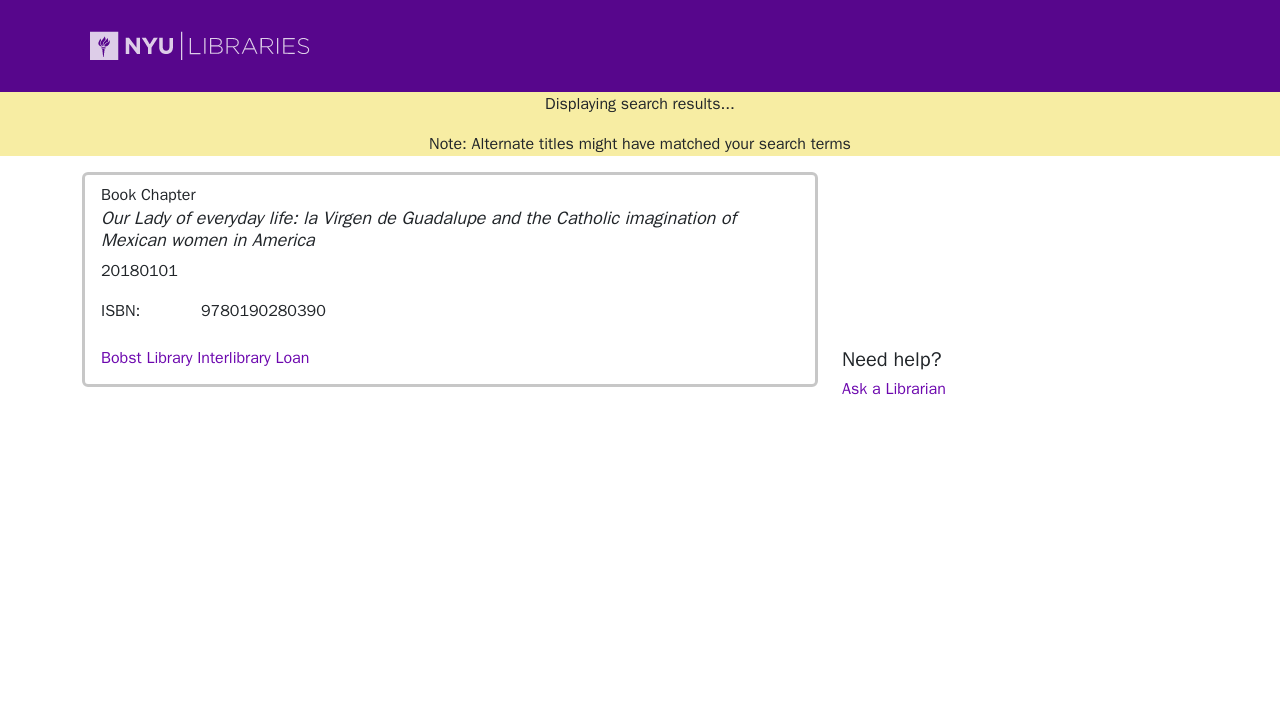 NYU LIBRARIES
Displaying search results...
Note: Alternate titles might have matched your search terms
Book Chapter
Our Lady of everyday life: la Virgen de Guadalupe and the Catholic imagination of
Mexican women in America
20180101
ISBN: 9780190280390
Bobst Library Interlibrary Loan
Need help?
Ask a Librarian